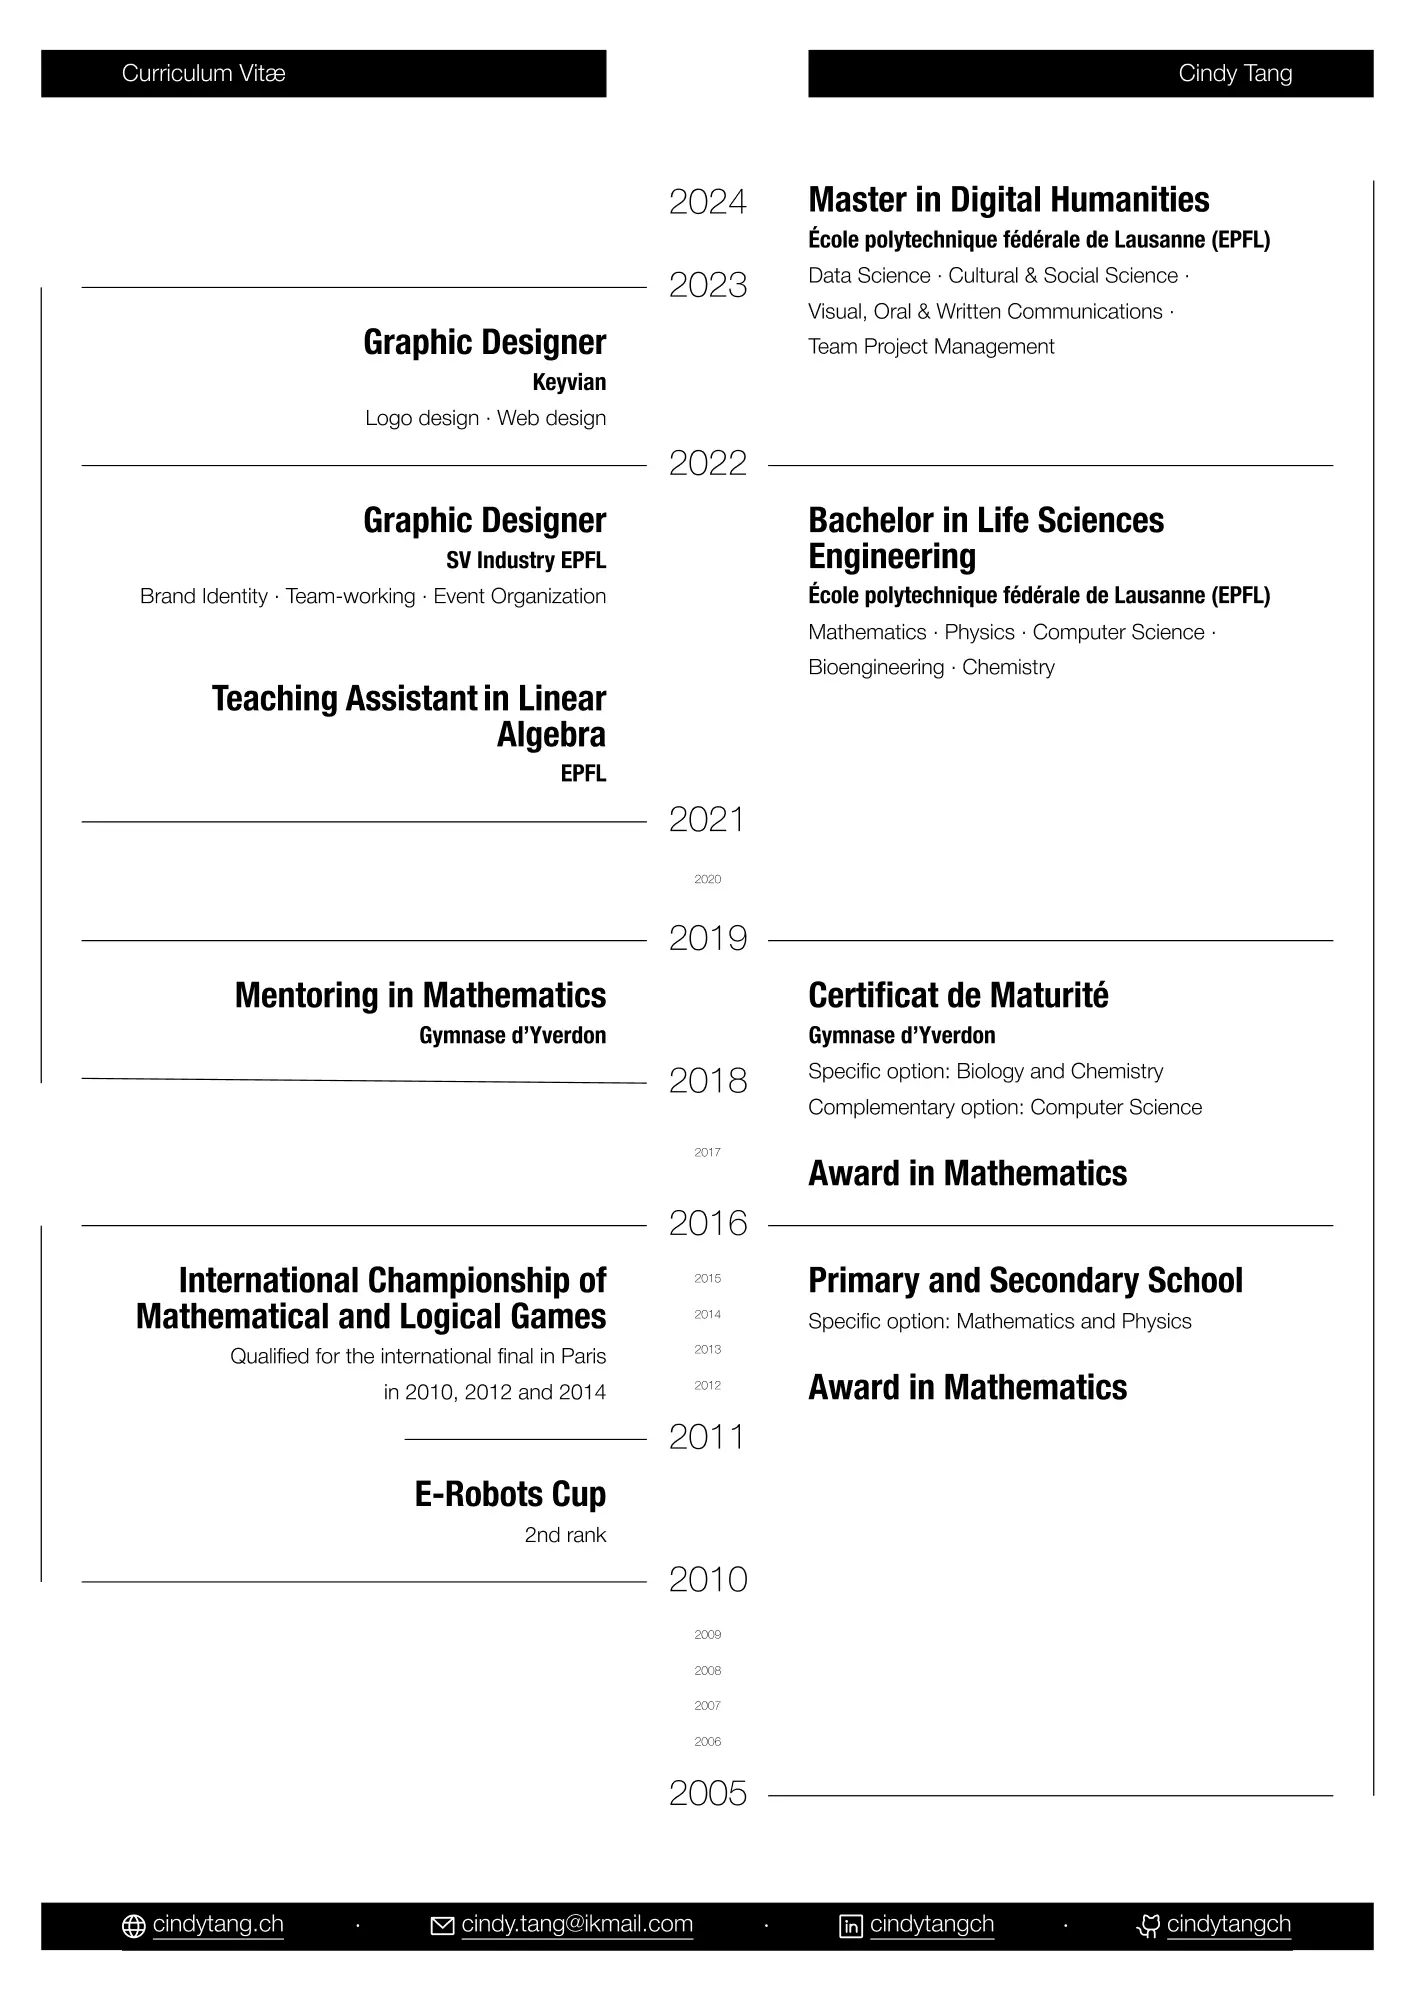 Curriculum Vitæ
Cindy Tang
2024
Master in Digital Humanities
École polytechnique fédérale de Lausanne (EPFL)
Data Science · Cultural & Social Science ·
Visual, Oral & Written Communications ·
Team Project Management
2023
Graphic Designer
Keyvian
Logo design · Web design
2022
Graphic Designer
SV Industry EPFL
Brand Identity · Team-working · Event Organization
Teaching Assistant in Linear
Algebra
EPFL
Bachelor in Life Sciences
Engineering
École polytechnique fédérale de Lausanne (EPFL)
Mathematics · Physics · Computer Science ·
Bioengineering · Chemistry
2021
2020
2019
Mentoring in Mathematics
Gymnase d’Yverdon
Certificat de Maturité
Gymnase d’Yverdon
Specific option: Biology and Chemistry
Complementary option: Computer Science
2018
2017
Award in Mathematics
2016
International Championship of
Mathematical and Logical Games
Qualified for the international final in Paris
in 2010, 2012 and 2014
2015
2014
2013
2012
Primary and Secondary School
Specific option: Mathematics and Physics
Award in Mathematics
2011
E-Robots Cup
2nd rank
2010
2009
2008
2007
2006
2005
cindytang.ch · cindy.tang@ikmail.com · in cindytangch · cindytangch